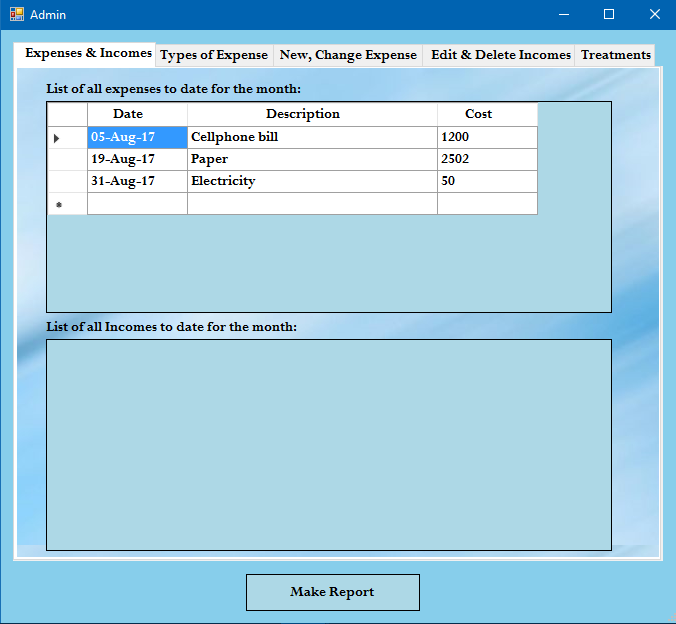 Admin
Expenses & Incomes Types of Expense New, Change Expense Edit & Delete Incomes Treatments
List of all expenses to date for the month:
Date Description Cost
05-Aug-17 Cellphone bill 1200
19-Aug-17 Paper 2502
31-Aug-17 Electricity 50
List of all Incomes to date for the month:
Make Report